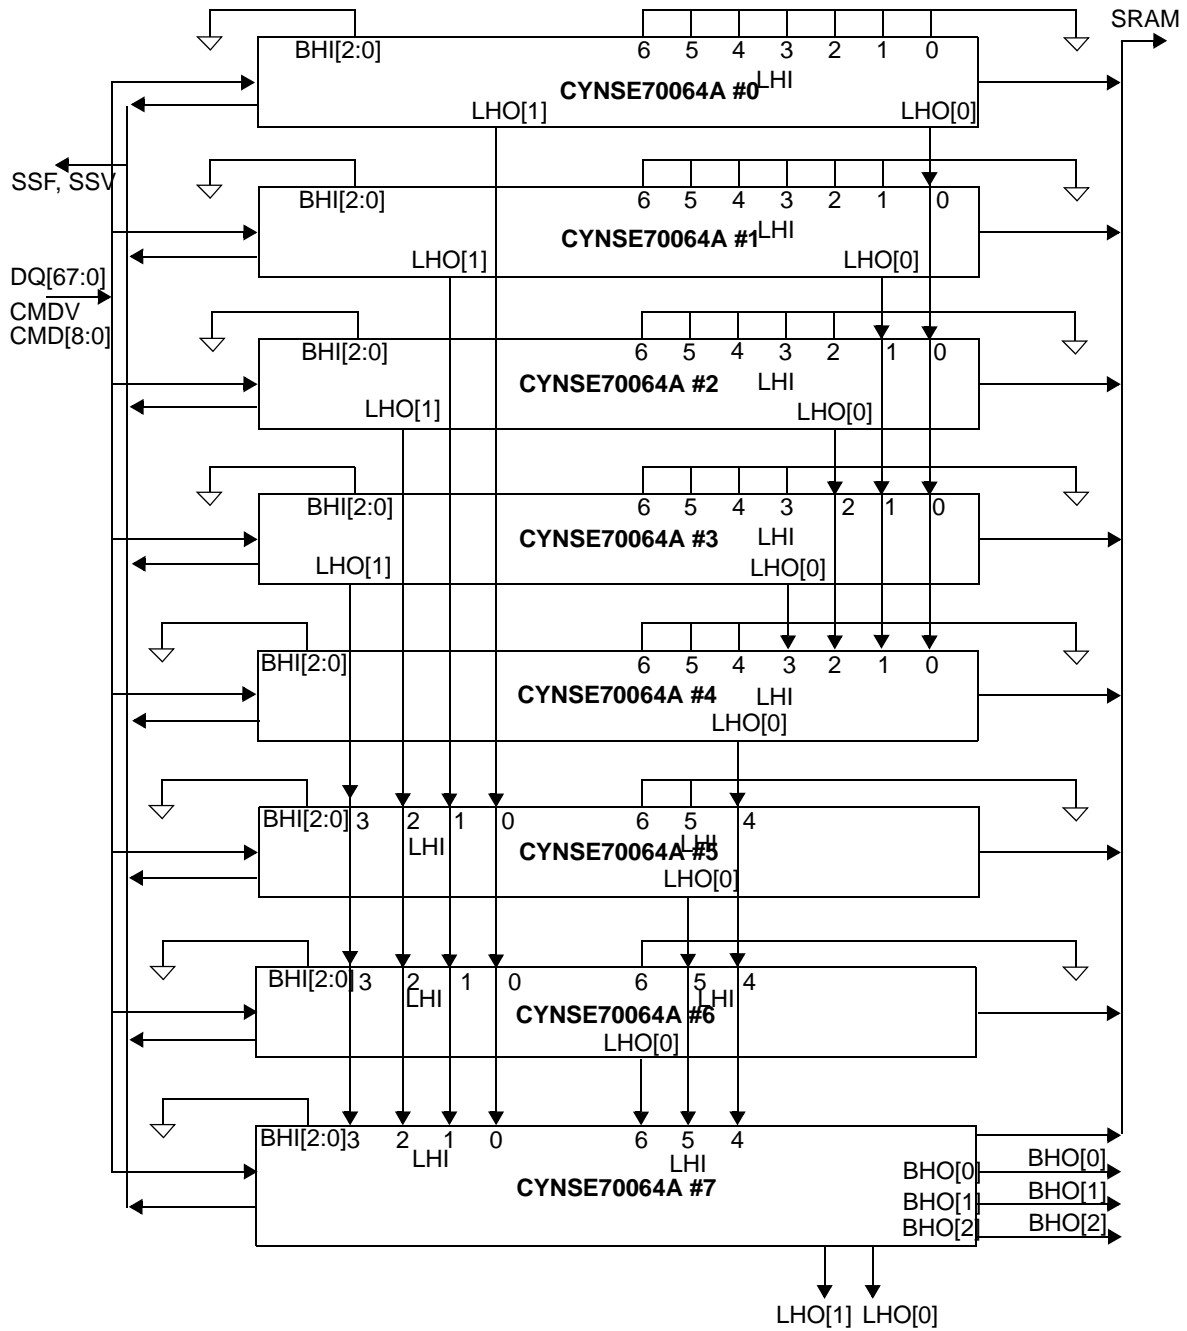 SRAM
BHI[2:0] 6 5 4 3 2 1 0
LHI
CYNSE70064A #0
LHO[1] LHO[0]
SSF, SSV
BHI[2:0] 6 5 4 3 2 1 0
LHI
CYNSE70064A #1
LHO[1] LHO[0]
DQ[67:0]
CMDV
CMD[8:0]
BHI[2:0] 6 5 4 3 2 1 0
CYNSE70064A #2 LHI
LHO[1] LHO[0]
BHI[2:0] 6 5 4 3 2 1 0
CYNSE70064A #3 LHI
LHO[1] LHO[0]
BHI[2:0] 6 5 4 3 2 1 0
CYNSE70064A #4 LHI
LHO[0]
BHI[2:0] 3 2 1 0 6 5 4
LHI LHI
CYNSE70064A #5
LHO[0]
BHI[2:0] 3 2 1 0 6 5 4
LHI LHI
CYNSE70064A #6
LHO[0]
BHI[2:0] 3 2 1 0 6 5 4
LHI LHI
CYNSE70064A #7
BHO[0] BHO[0]
BHO[1] BHO[1]
BHO[2] BHO[2]
LHO[1] LHO[0]